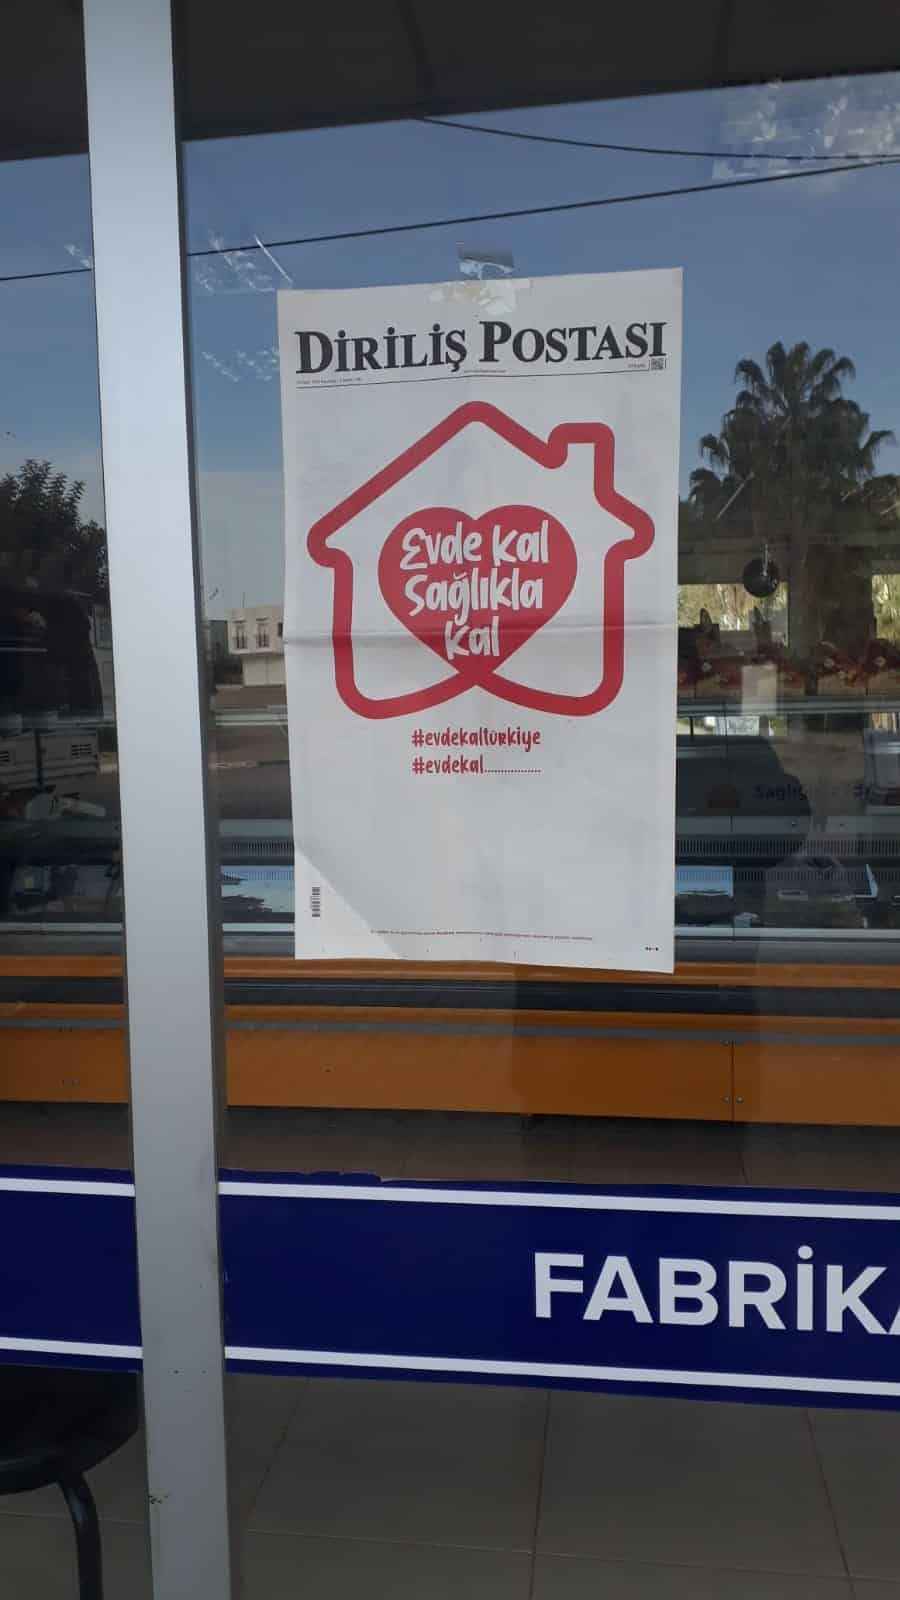 DİRİLİŞ POSTASI
Evde kal
Sağlıkla
kal
#evdekaltürkiye
#evdekal.................
FABRİKA